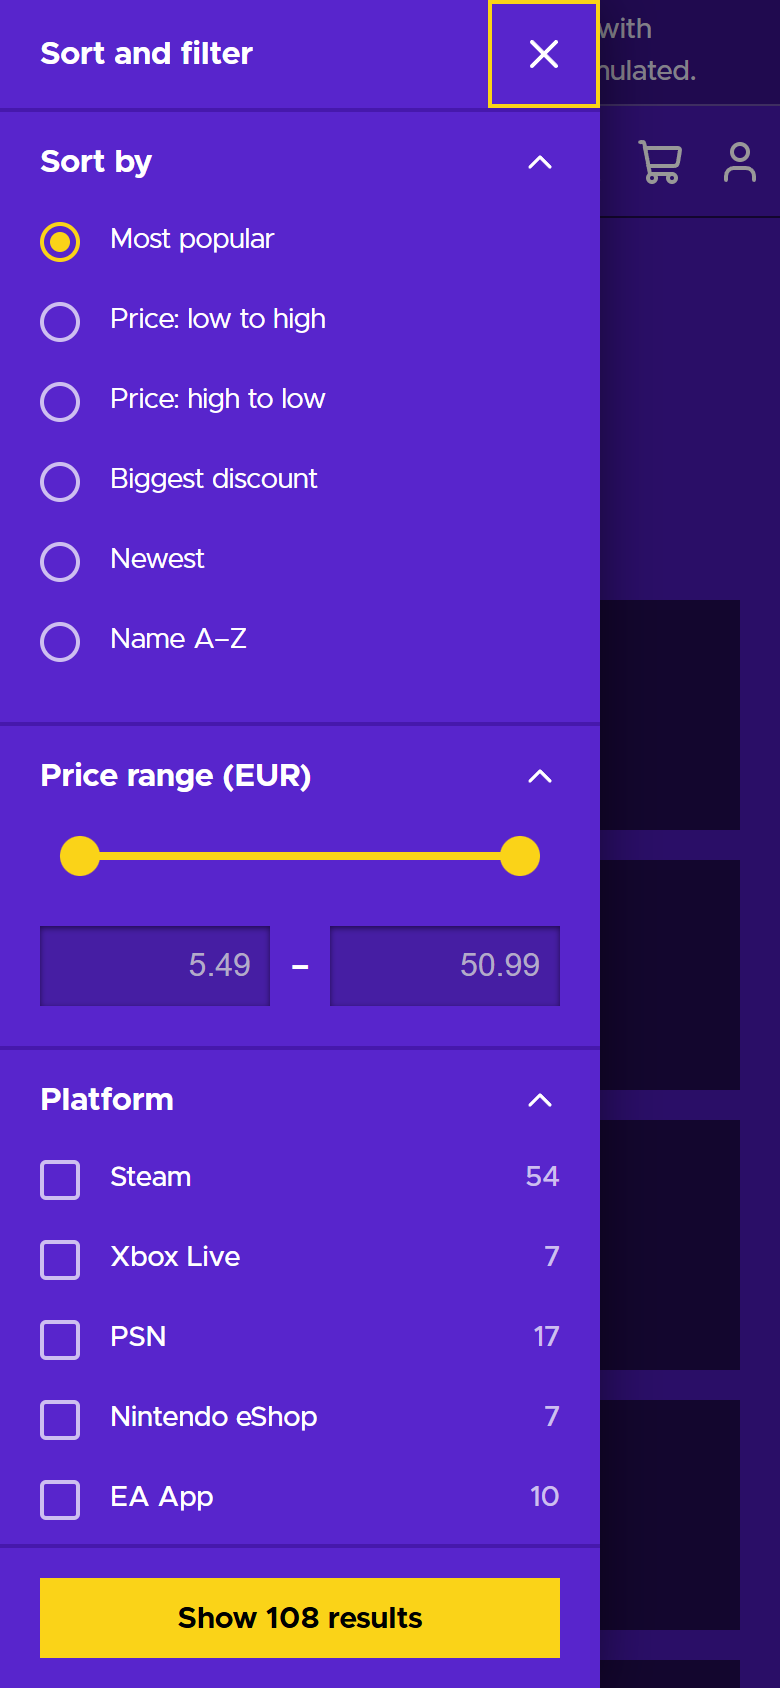 Sort and filter
with
nulated.
Sort by
Most popular
Price: low to high
Price: high to low
Biggest discount
Newest
Name A–Z
Price range (EUR)
5.49 – 50.99
Platform
Steam 54
Xbox Live 7
PSN 17
Nintendo eShop 7
EA App 10
Show 108 results